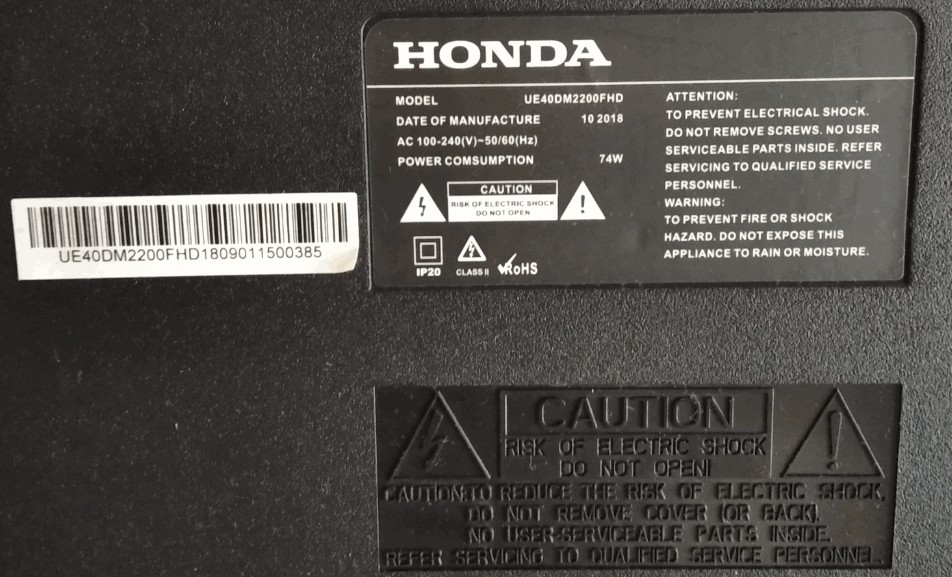 HONDA
MODEL UE40DM2200FHD
DATE OF MANUFACTURE 10 2018
AC 100-240(V)~50/60(Hz)
POWER COMSUMPTION 74W
CAUTION
RISK OF ELECTRIC SHOCK
DO NOT OPEN
IP20
CLASS II
RoHS
ATTENTION:
TO PREVENT ELECTRICAL SHOCK.
DO NOT REMOVE SCREWS. NO USER
SERVICEABLE PARTS INSIDE. REFER
SERVICING TO QUALIFIED SERVICE
PERSONNEL.
WARNING:
TO PREVENT FIRE OR SHOCK
HAZARD. DO NOT EXPOSE THIS
APPLIANCE TO RAIN OR MOISTURE.
UE40DM2200FHD1809011500385
CAUTION
RISK OF ELECTRIC SHOCK
DO NOT OPEN!
CAUTION:TO REDUCE THE RISK OF ELECTRIC SHOCK,
DO NOT REMOVE COVER (OR BACK).
NO USER-SERVICEABLE PARTS INSIDE.
REFER SERVICING TO QUALIFIED SERVICE PERSONNEL.